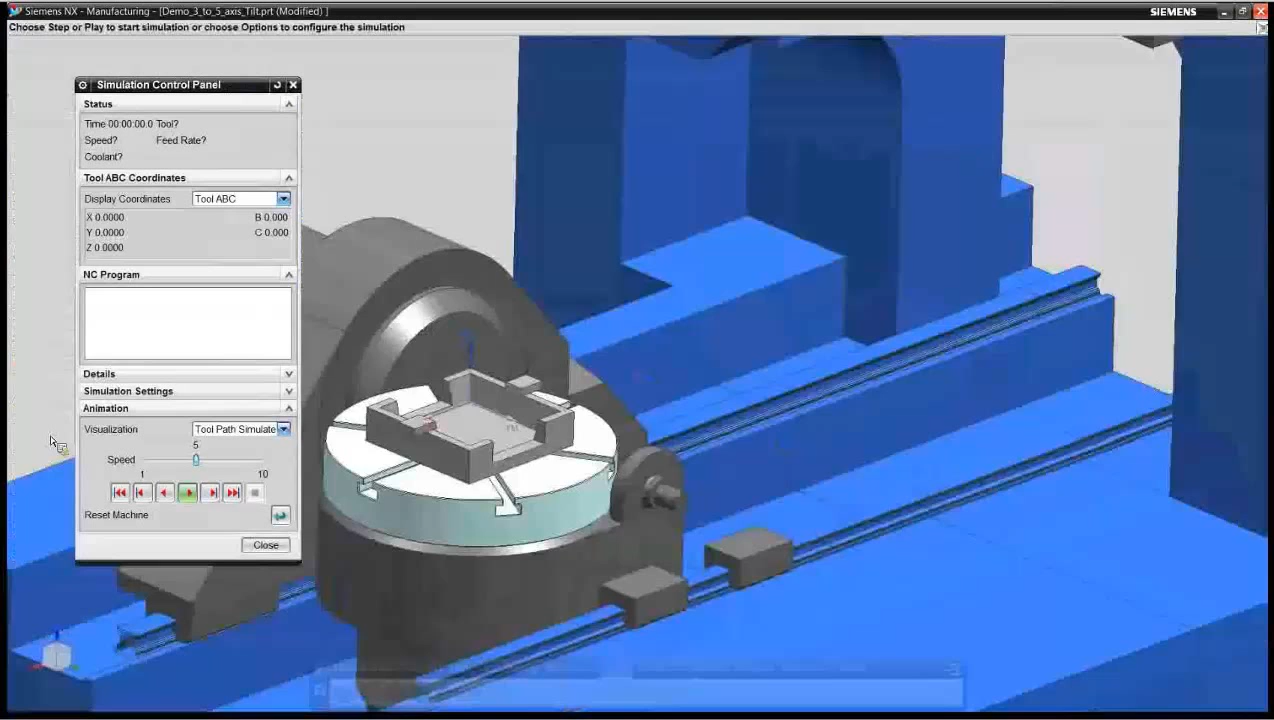 Siemens NX - Manufacturing - [Demo_3_to_5_axis_Tilt.prt (Modified) ]
SIEMENS
Choose Step or Play to start simulation or choose Options to configure the simulation
Simulation Control Panel
Status
Time 00:00:00.0 Tool?
Speed? Feed Rate?
Coolant?
Tool ABC Coordinates
Display Coordinates Tool ABC
X 0.0000 B 0.000
Y 0.0000 C 0.000
Z 0.0000
NC Program
Details
Simulation Settings
Animation
Visualization Tool Path Simulate
5
Speed
1 10
Reset Machine
Close